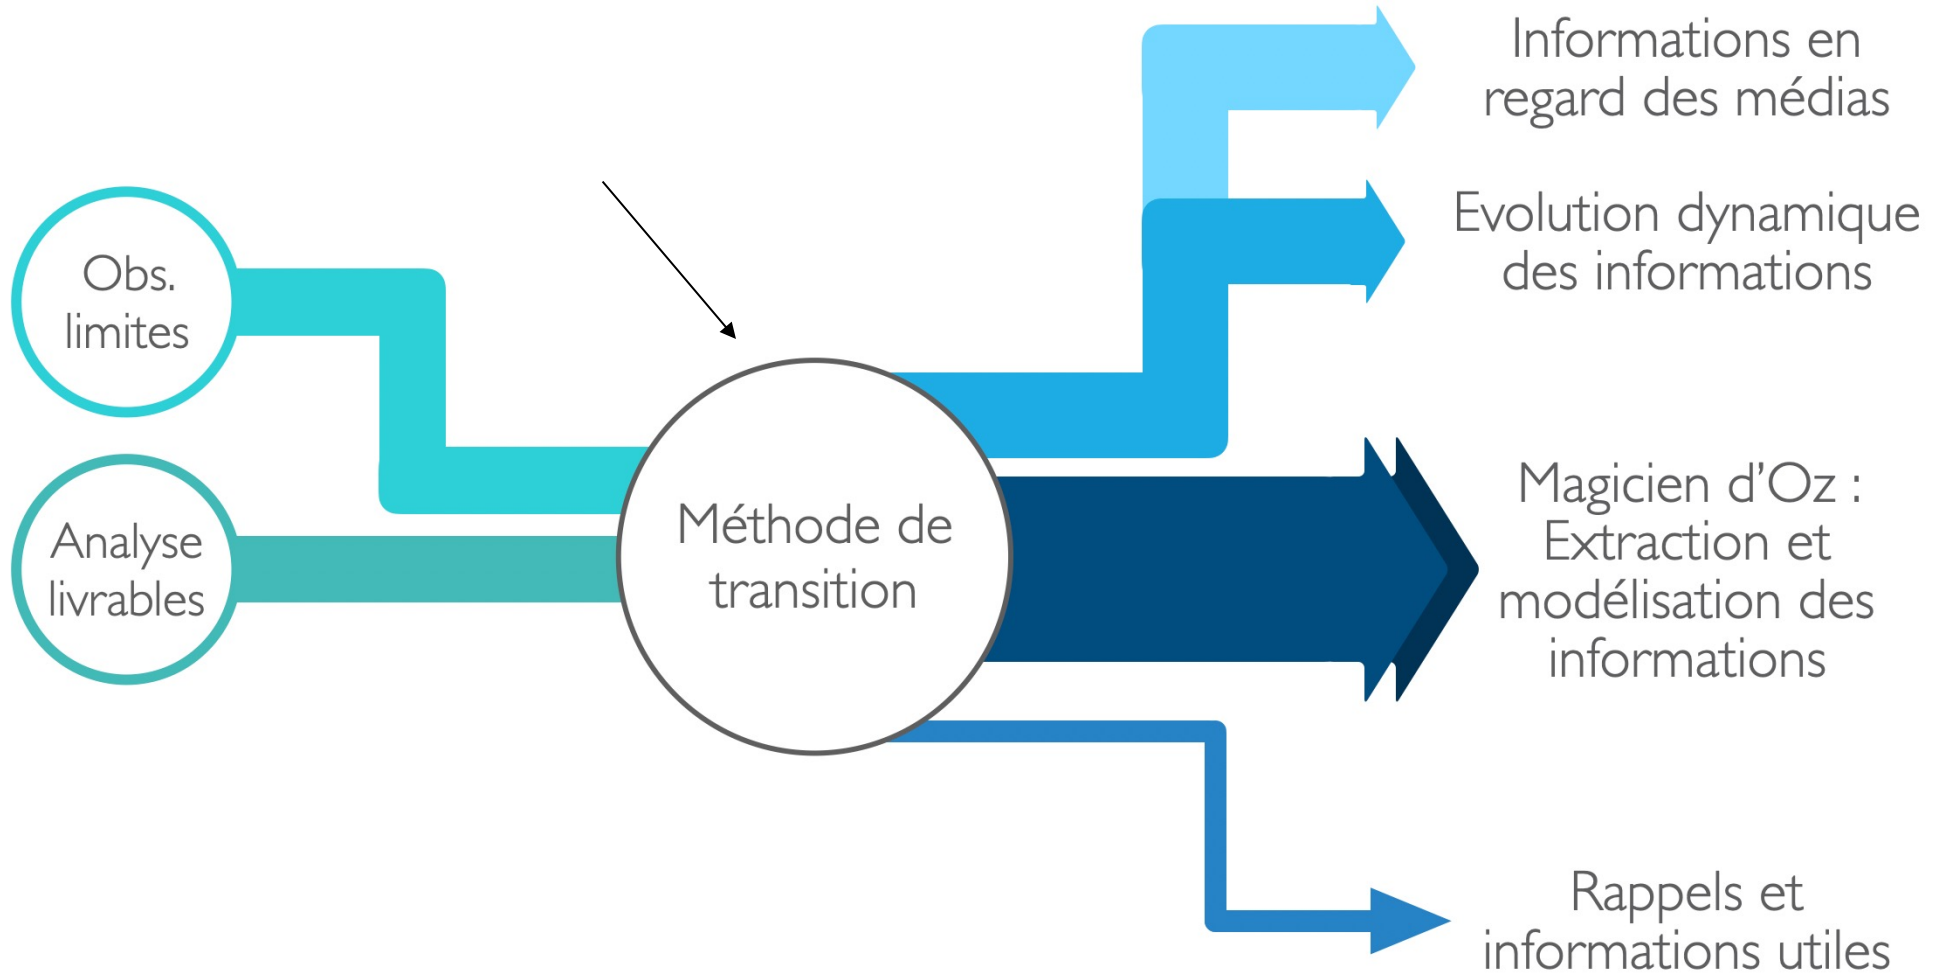 Obs.
limites
Analyse
livrables
Méthode de
transition
Informations en
regard des médias
Evolution dynamique
des informations
Magicien d’Oz :
Extraction et
modélisation des
informations
Rappels et
informations utiles